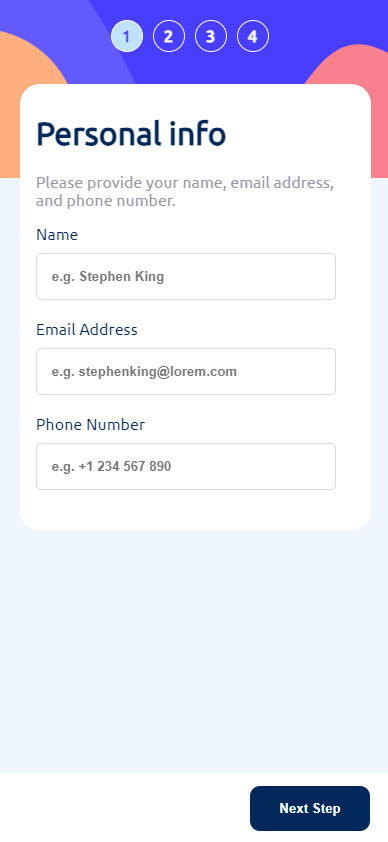 1 2 3 4
Personal info
Please provide your name, email address,
and phone number.
Name
e.g. Stephen King
Email Address
e.g. stephenking@lorem.com
Phone Number
e.g. +1 234 567 890
Next Step